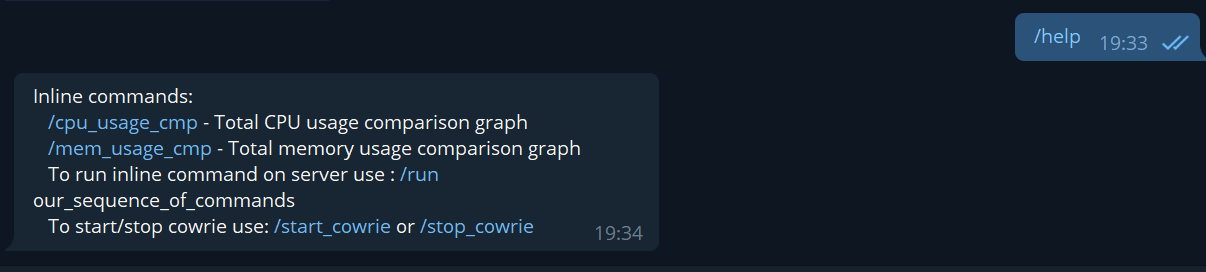 /help 19:33
Inline commands:
/cpu_usage_cmp - Total CPU usage comparison graph
/mem_usage_cmp - Total memory usage comparison graph
To run inline command on server use : /run
our_sequence_of_commands
To start/stop cowrie use: /start_cowrie or /stop_cowrie
19:34